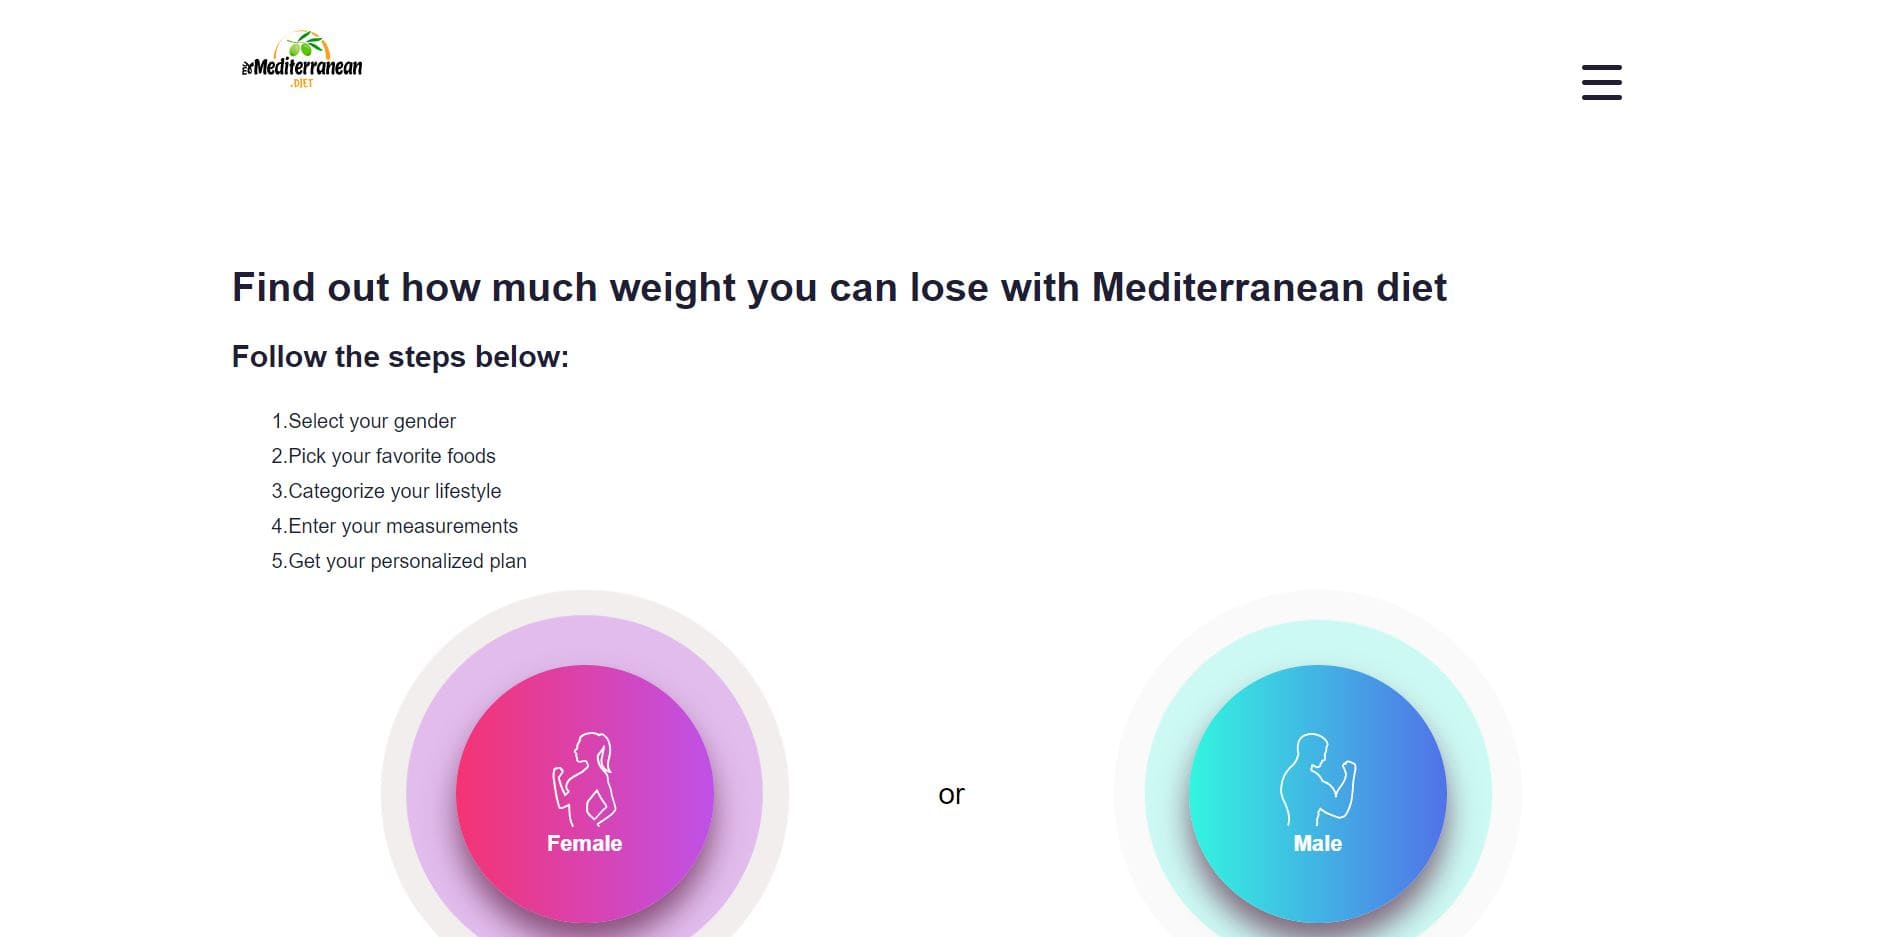 my Mediterranean
.DIET
Find out how much weight you can lose with Mediterranean diet
Follow the steps below:
1.Select your gender
2.Pick your favorite foods
3.Categorize your lifestyle
4.Enter your measurements
5.Get your personalized plan
Female
or
Male